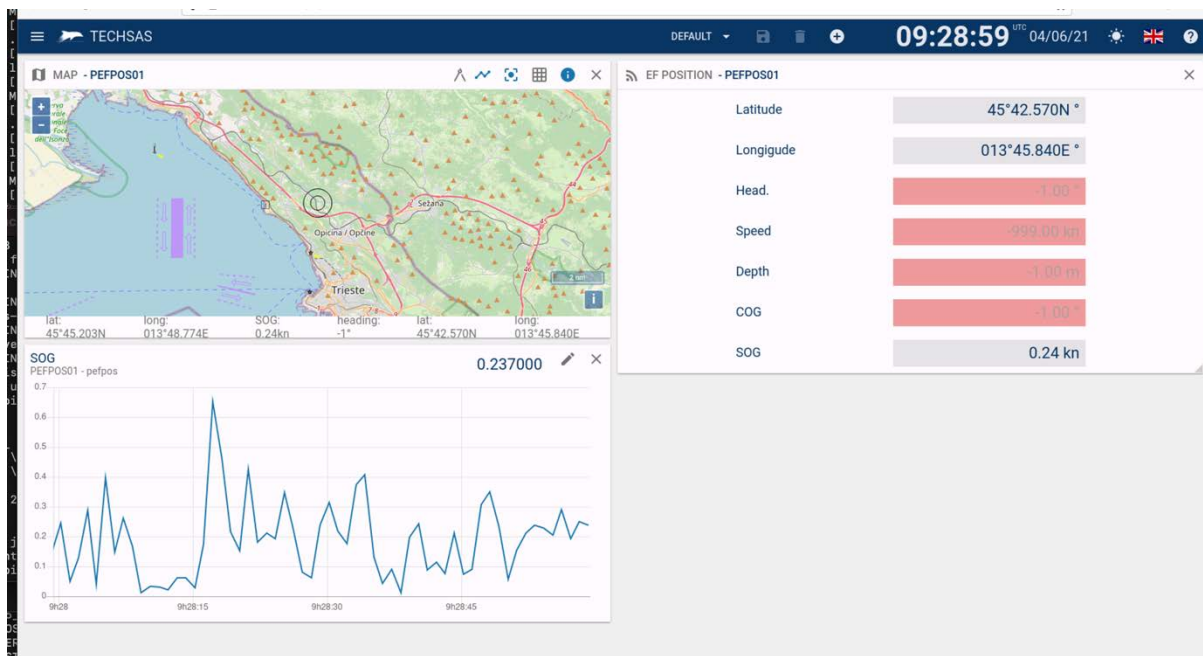 TECHSAS
DEFAULT
09:28:59 UTC 04/06/21
MAP - PEFPOS01
+
−
Sežana
Opicina / Opčine
Trieste
2 nm
i
lat: long: SOG: heading: lat: long:
45°45.203N 013°48.774E 0.24kn -1° 45°42.570N 013°45.840E
SOG
PEFPOS01 - pefpos
0.237000
0.7
0.6
0.5
0.4
0.3
0.2
0.1
0
9h28 9h28:15 9h28:30 9h28:45
EF POSITION - PEFPOS01
Latitude 45°42.570N °
Longigude 013°45.840E °
Head. -1.00 °
Speed -999.00 kn
Depth -1.00 m
COG -1.00 °
SOG 0.24 kn